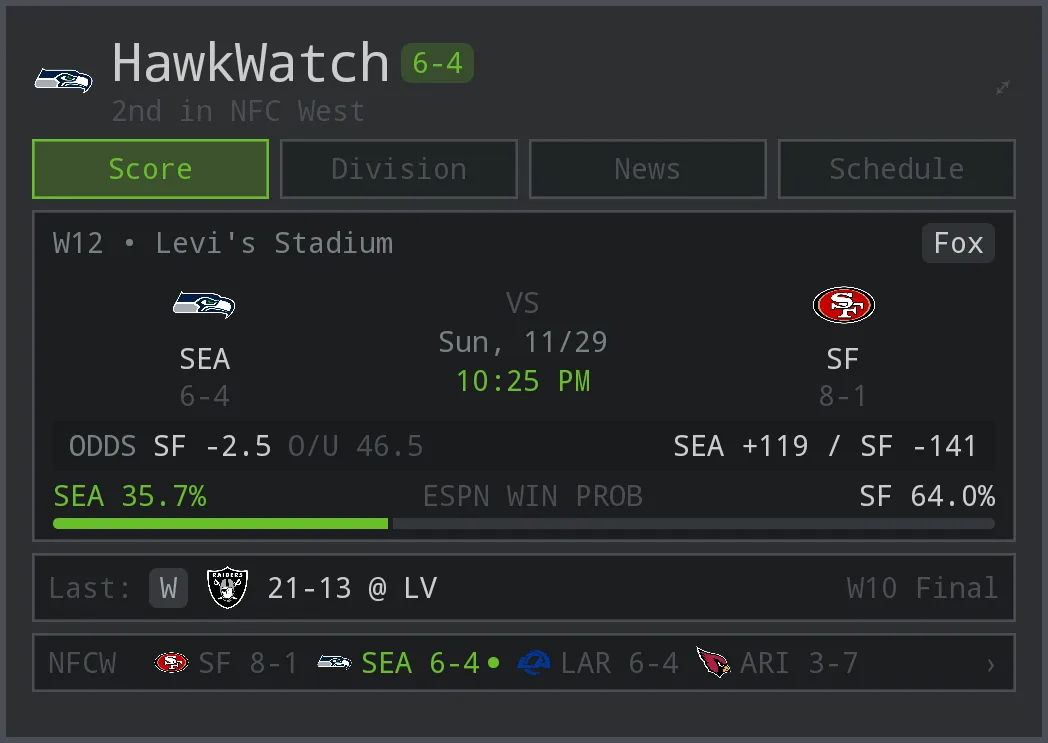 HawkWatch 6-4
2nd in NFC West
Score Division News Schedule
W12 • Levi's Stadium Fox
VS
Sun, 11/29
10:25 PM
SEA
6-4
SF
8-1
ODDS SF -2.5 O/U 46.5 SEA +119 / SF -141
SEA 35.7% ESPN WIN PROB SF 64.0%
Last: W RAIDERS 21-13 @ LV W10 Final
NFCW SF 8-1 SEA 6-4 • LAR 6-4 ARI 3-7 ›